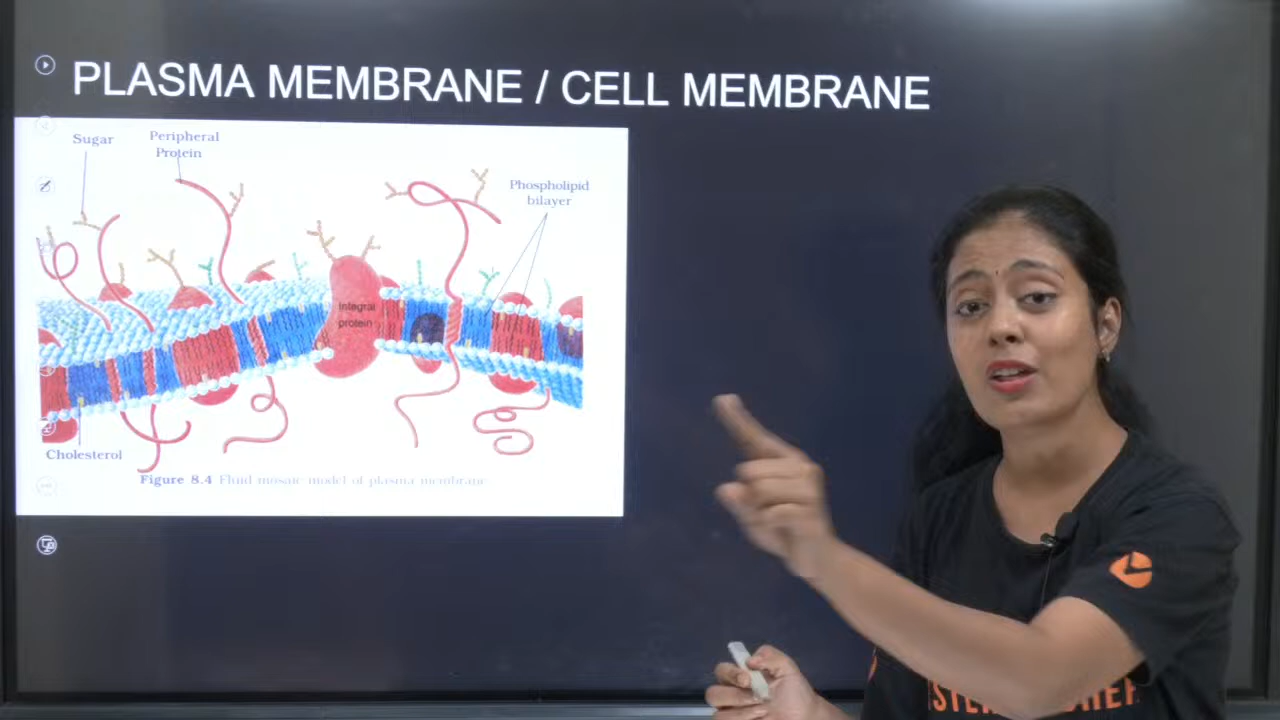 PLASMA MEMBRANE / CELL MEMBRANE
Sugar
Peripheral
Protein
Phospholipid
bilayer
Integral
protein
Cholesterol
Figure 8.4 Fluid mosaic model of plasma membrane